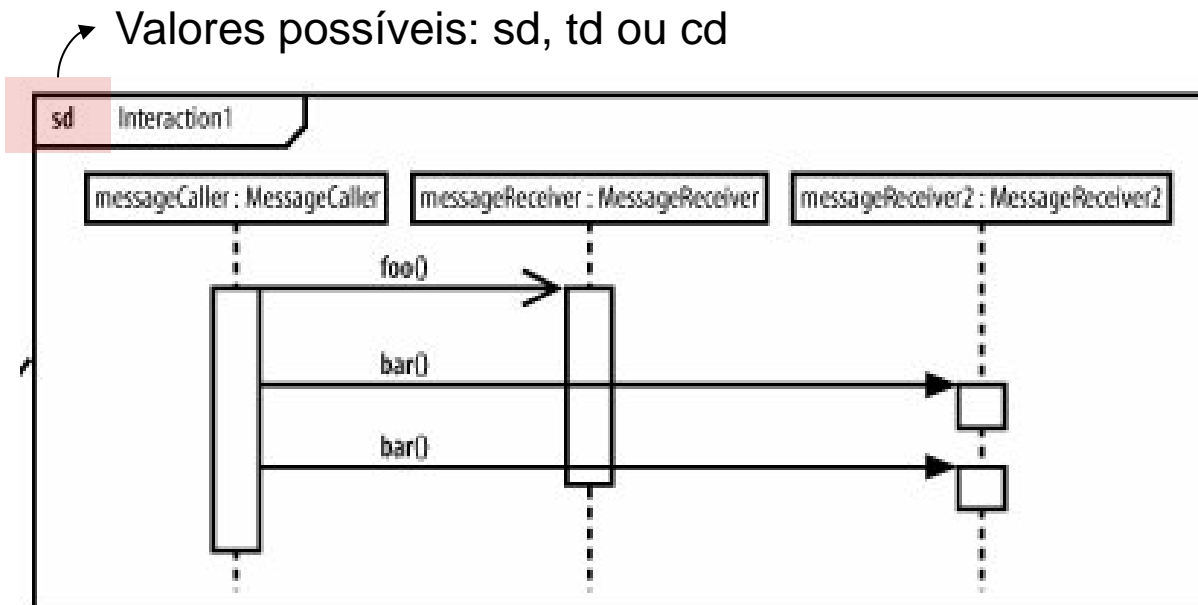 Valores possíveis: sd, td ou cd
sd Interaction1
messageCaller : MessageCaller messageReceiver : MessageReceiver messageReceiver2 : MessageReceiver2
foo()
bar()
bar()